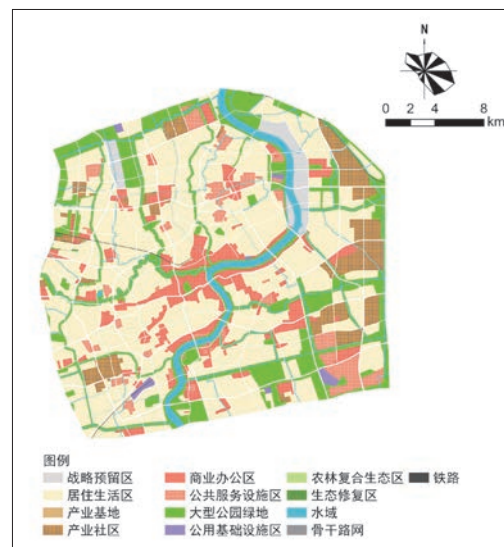 N
0 2 4 8
km
图例
战略预留区 商业办公区 农林复合生态区 铁路
居住生活区 公共服务设施区 生态修复区
产业基地 大型公园绿地 水域
产业社区 公用基础设施区 骨干路网